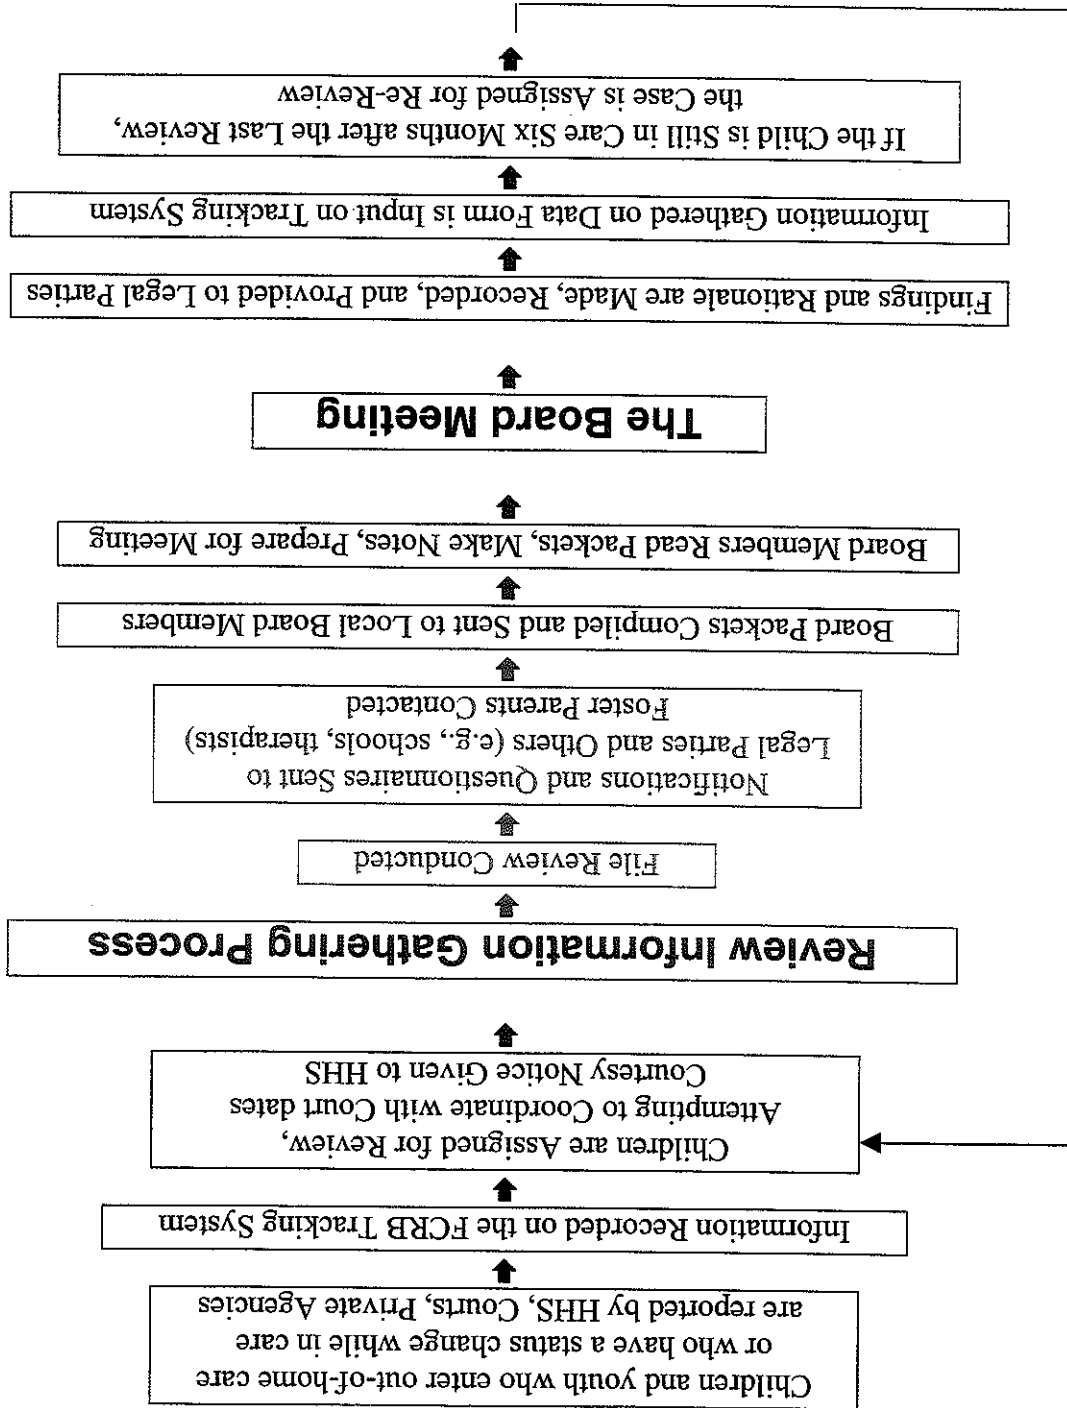 Children and youth who enter out-of-home care
or who have a status change while in care
are reported by HHS, Courts, Private Agencies
Information Recorded on the FCRB Tracking System
Children are Assigned for Review,
Attempting to Coordinate with Court dates
Courtesy Notice Given to HHS
Review Information Gathering Process
File Review Conducted
Notifications and Questionnaires Sent to
Legal Parties and Others (e.g., schools, therapists)
Foster Parents Contacted
Board Packets Compiled and Sent to Local Board Members
Board Members Read Packets, Make Notes, Prepare for Meeting
The Board Meeting
Findings and Rationale are Made, Recorded, and Provided to Legal Parties
Information Gathered on Data Form is Input on Tracking System
If the Child is Still in Care Six Months after the Last Review,
the Case is Assigned for Re-Review